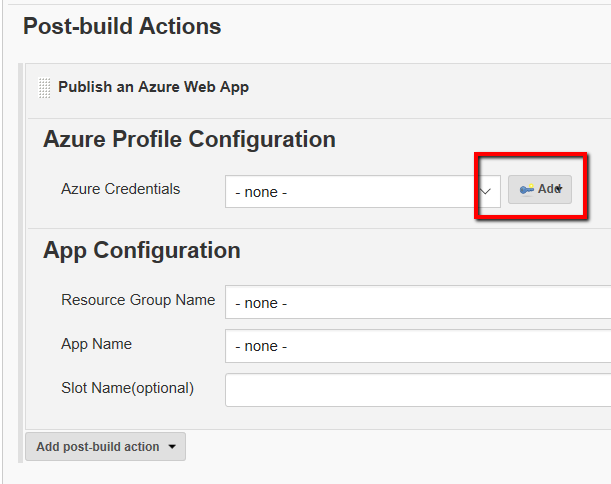 Post-build Actions
Publish an Azure Web App
Azure Profile Configuration
Azure Credentials - none - Add
App Configuration
Resource Group Name - none -
App Name - none -
Slot Name(optional)
Add post-build action